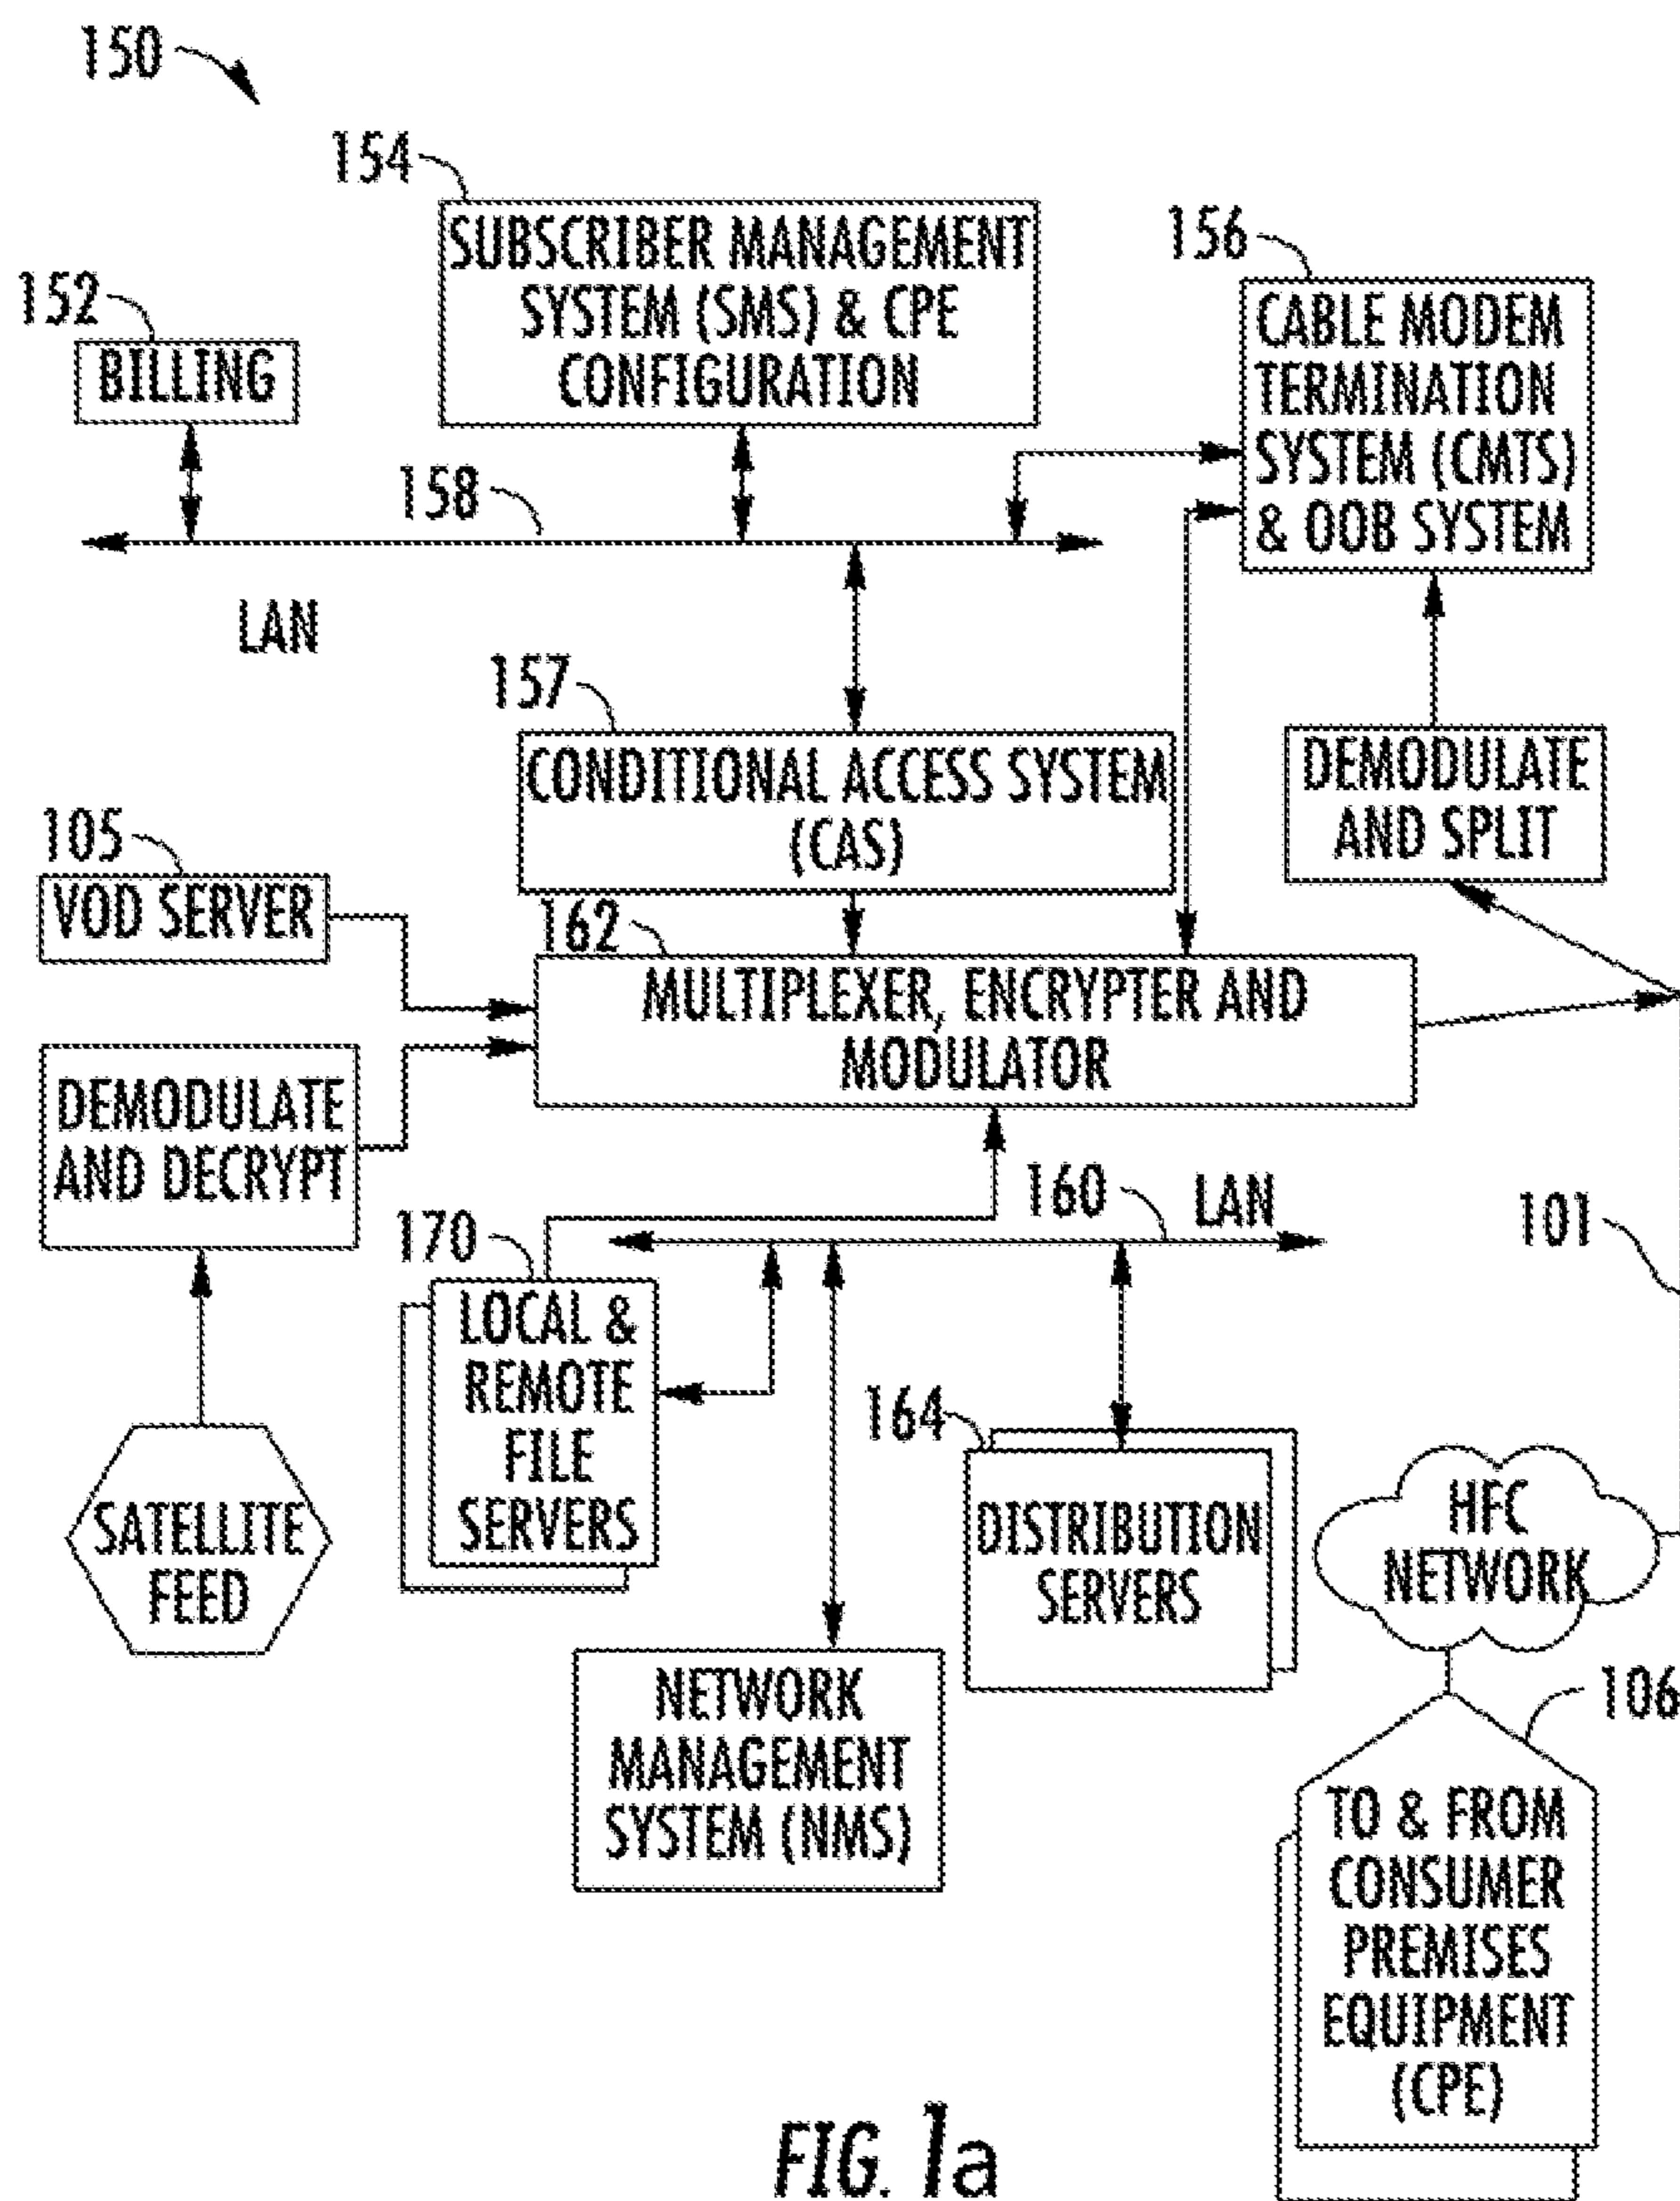 150
154
SUBSCRIBER MANAGEMENT
SYSTEM (SMS) & CPE
CONFIGURATION
156
CABLE MODEM
TERMINATION
SYSTEM (CMTS)
& OOB SYSTEM
152
BILLING
158
LAN
157
CONDITIONAL ACCESS SYSTEM
(CAS)
DEMODULATE
AND SPLIT
105
VOD SERVER
162
MULTIPLEXER, ENCRYPTER AND
MODULATOR
DEMODULATE
AND DECRYPT
160
LAN
101
170
LOCAL &
REMOTE
FILE
SERVERS
164
DISTRIBUTION
SERVERS
HFC
NETWORK
SATELLITE
FEED
NETWORK
MANAGEMENT
SYSTEM (NMS)
106
TO & FROM
CONSUMER
PREMISES
EQUIPMENT
(CPE)
FIG. 1a